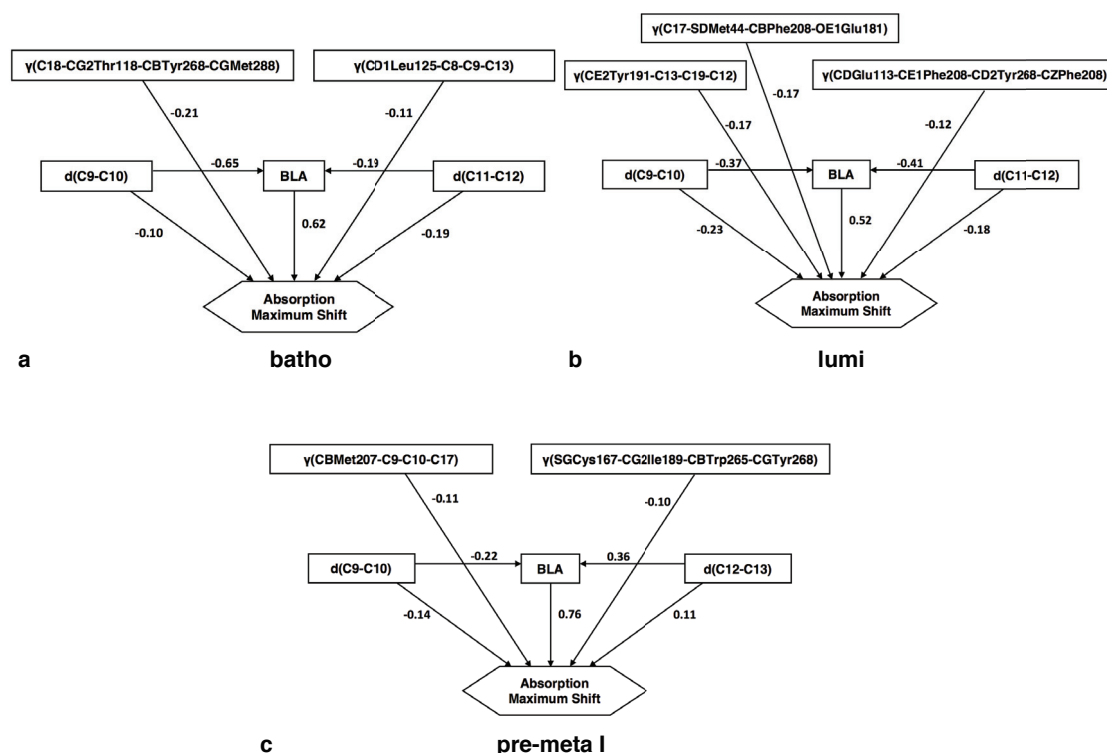 γ(C18-CG2Thr118-CBTyr268-CGMet288)
γ(CD1Leu125-C8-C9-C13)
-0.21
-0.11
-0.65
-0.19
d(C9-C10)
BLA
d(C11-C12)
-0.10
0.62
-0.19
Absorption
Maximum Shift
a
batho
γ(C17-SDMet44-CBPhe208-OE1Glu181)
γ(CE2Tyr191-C13-C19-C12)
γ(CDGlu113-CE1Phe208-CD2Tyr268-CZPhe208)
-0.17
-0.17
-0.12
-0.37
-0.41
d(C9-C10)
BLA
d(C11-C12)
-0.23
0.52
-0.18
Absorption
Maximum Shift
b
lumi
γ(CBMet207-C9-C10-C17)
γ(SGCys167-CG2Ile189-CBTrp265-CGTyr268)
-0.11
-0.10
-0.22
0.36
d(C9-C10)
BLA
d(C12-C13)
-0.14
0.76
0.11
Absorption
Maximum Shift
c
pre-meta I